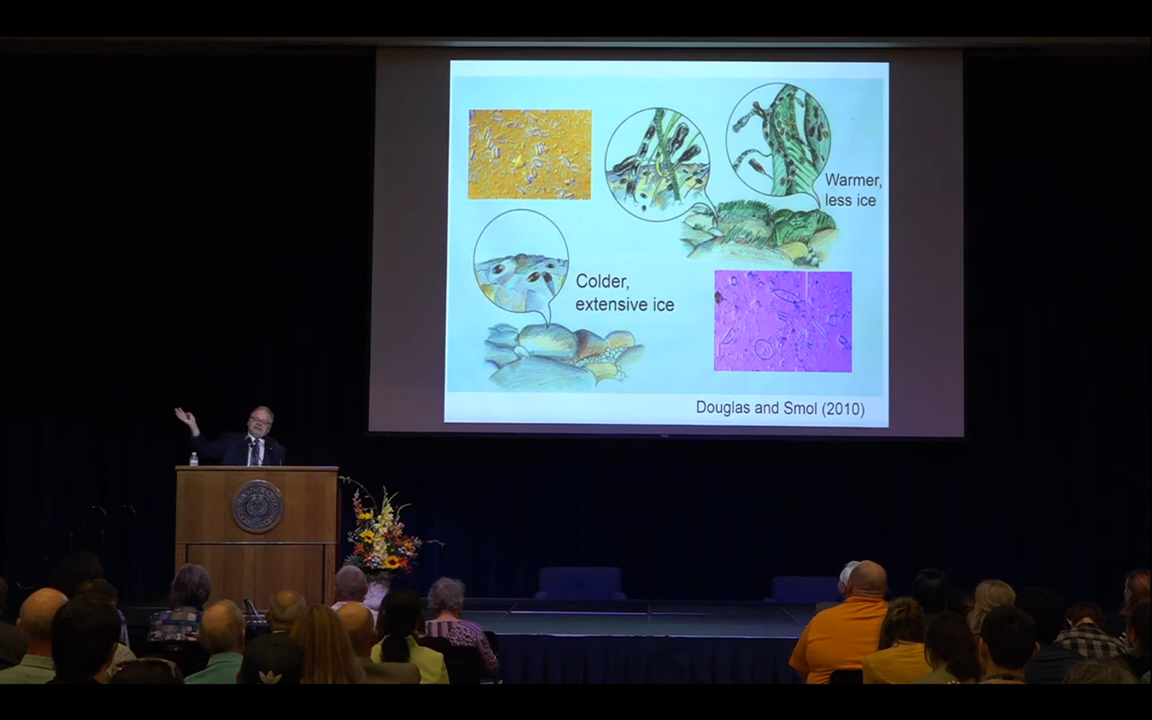 Warmer,
less ice
Colder,
extensive ice
Douglas and Smol (2010)